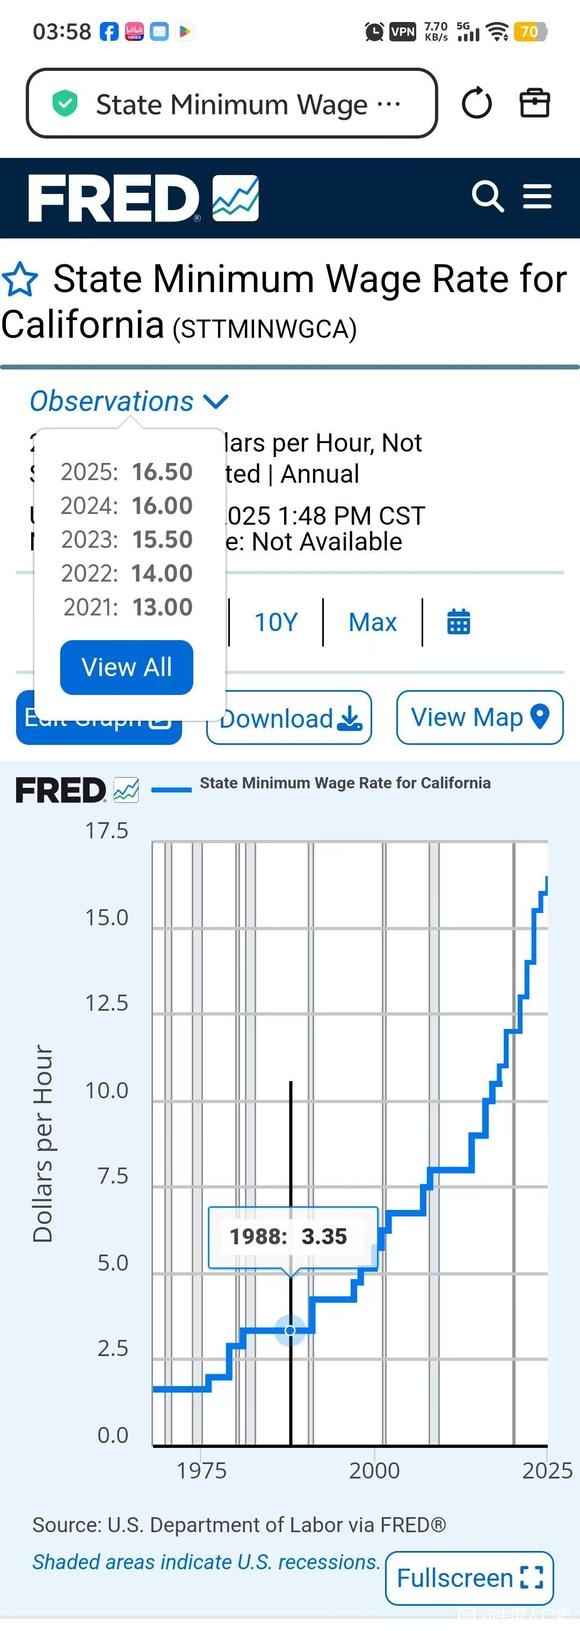 03:58
VPN
7.70
KB/s
5G
70
State Minimum Wage ···
FRED®
State Minimum Wage Rate for
California (STTMINWGCA)
Observations
2025: 16.50
2024: 16.00
2023: 15.50
2022: 14.00
2021: 13.00
View All
lars per Hour, Not
ted | Annual
025 1:48 PM CST
e: Not Available
10Y
Max
Edit Graph
Download
View Map
FRED
State Minimum Wage Rate for California
17.5
15.0
12.5
10.0
7.5
5.0
2.5
0.0
Dollars per Hour
1988: 3.35
1975
2000
2025
Source: U.S. Department of Labor via FRED®
Shaded areas indicate U.S. recessions.
Fullscreen